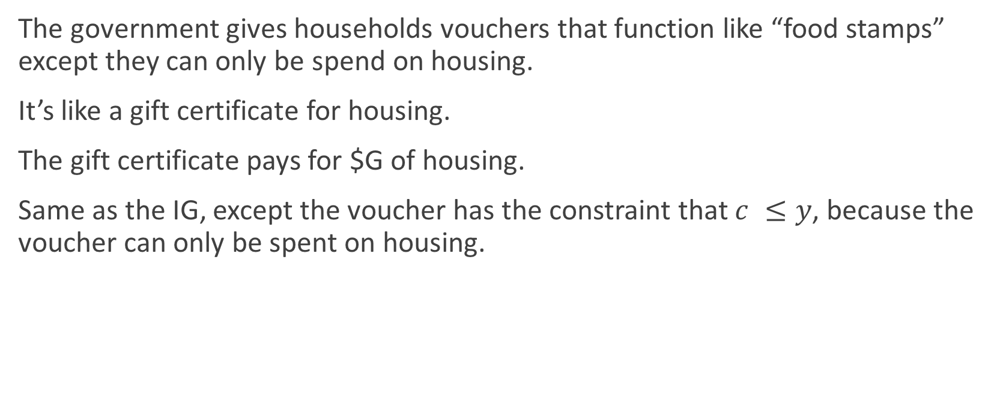 The government gives households vouchers that function like “food stamps”
except they can only be spend on housing.
It’s like a gift certificate for housing.
The gift certificate pays for $G of housing.
Same as the IG, except the voucher has the constraint that c ≤ y, because the
voucher can only be spent on housing.